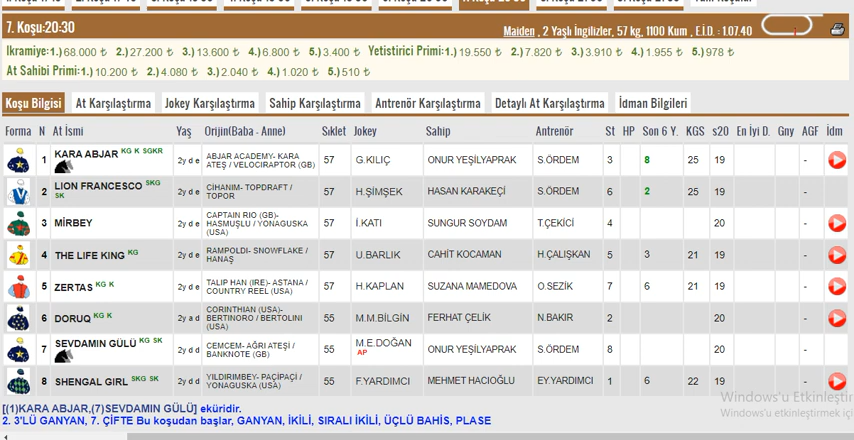 7. Koşu:20:30
Maiden , 2 Yaşlı İngilizler, 57 kg, 1100 Kum , E.İ.D. : 1.07.40
İkramiye:1.) 68.000 ₺ 2.) 27.200 ₺ 3.) 13.600 ₺ 4.) 6.800 ₺ 5.) 3.400 ₺ Yetistirici Primi:1.) 19.550 ₺ 2.) 7.820 ₺ 3.) 3.910 ₺ 4.) 1.955 ₺ 5.) 978 ₺
At Sahibi Primi:1.) 10.200 ₺ 2.) 4.080 ₺ 3.) 2.040 ₺ 4.) 1.020 ₺ 5.) 510 ₺
Koşu Bilgisi At Karşılaştırma Jokey Karşılaştırma Sahip Karşılaştırma Antrenör Karşılaştırma Detaylı At Karşılaştırma İdman Bilgileri
Forma N At İsmi Yaş Orijin(Baba - Anne) Sıklet Jokey Sahip Antrenör St HP Son 6 Y. KGS s20 En İyi D. Gny AGF İdm
1 KARA ABJAR KG K SGKR 2y d e ABJAR ACADEMY- KARA ATEŞ / VELOCIRAPTOR (GB) 57 G.KILIÇ ONUR YEŞİLYAPRAK S.ÖRDEM 3 8 25 19 -
2 LION FRANCESCO SKG SK 2y d e CİHANIM- TOPDRAFT / TOPOR 57 H.ŞİMŞEK HASAN KARAKEÇİ S.ÖRDEM 6 2 25 19 -
3 MİRBEY 2y d e CAPTAIN RIO (GB)- HASMUŞLU / YONAGUSKA (USA) 57 İ.KATI SUNGUR SOYDAM T.ÇEKİCİ 4 20 -
4 THE LIFE KING KG 2y d e RAMPOLDI- SNOWFLAKE / HANAŞ 57 U.BARLIK CAHİT KOCAMAN H.ÇALIŞKAN 5 3 21 19 -
5 ZERTAS KG K 2y d e TALIP HAN (IRE)- ASTANA / COUNTRY REEL (USA) 57 H.KAPLAN SUZANA MAMEDOVA O.SEZİK 7 6 21 19 -
6 DORUQ KG K 2y a d CORINTHIAN (USA)- BERTINORO / BERTOLINI (USA) 55 M.M.BİLGİN FERHAT ÇELİK N.BAKIR 2 20 -
7 SEVDAMIN GÜLÜ KG SK 2y d d CEMCEM- AĞRI ATEŞİ / BANKNOTE (GB) 55 M.E.DOĞAN AP ONUR YEŞİLYAPRAK S.ÖRDEM 8 20 -
8 SHENGAL GIRL SKG SK 2y d d YILDIRIMBEY- PAÇİPAÇİ / YONAGUSKA (USA) 55 F.YARDIMCI MEHMET HACIOĞLU EY.YARDIMCI 1 6 22 19 -
[(1)KARA ABJAR,(7)SEVDAMIN GÜLÜ] eküridir.
2. 3'LÜ GANYAN, 7. ÇİFTE Bu koşudan başlar, GANYAN, İKİLİ, SIRALI İKİLİ, ÜÇLÜ BAHİS, PLASE
Windows'u Etkinleştir
Windows'u etkinleştirmek içi